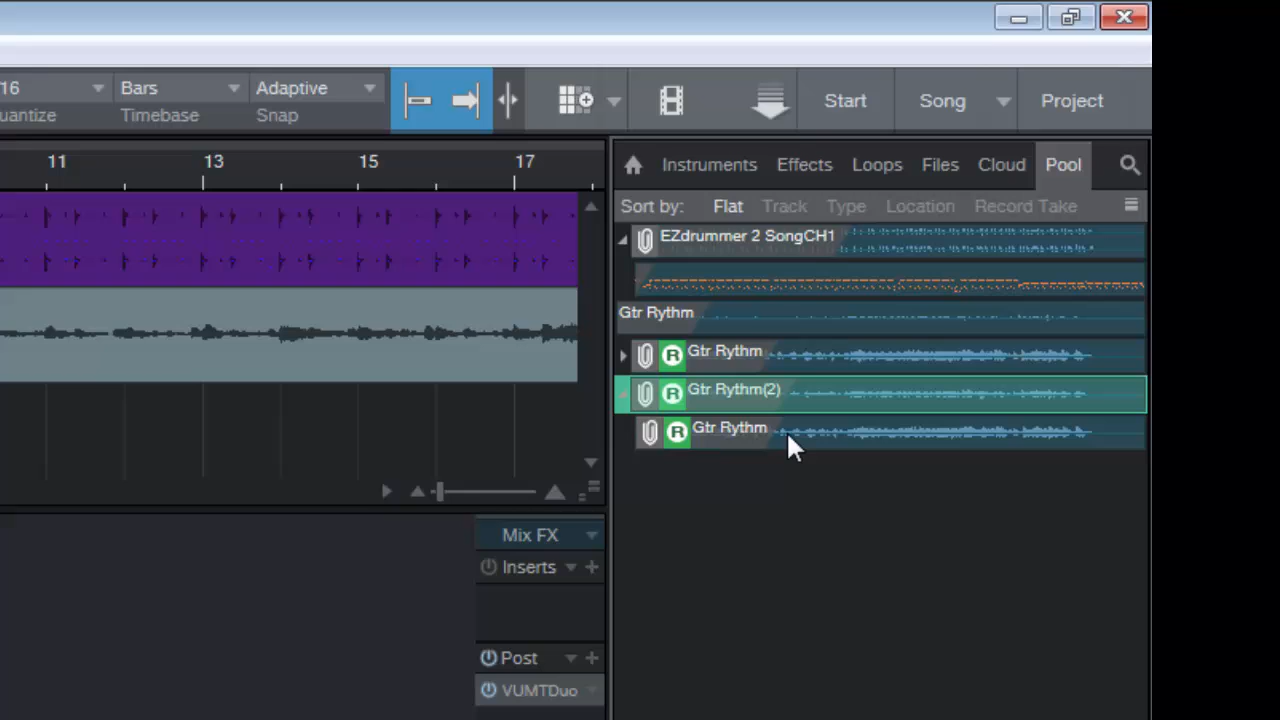 16 Bars Adaptive
uantize Timebase Snap
Start Song Project
11 13 15 17
Instruments Effects Loops Files Cloud Pool
Sort by: Flat Track Type Location Record Take
EZdrummer 2 SongCH1
Gtr Rythm
R Gtr Rythm
R Gtr Rythm(2)
R Gtr Rythm
Mix FX
Inserts
Post
VUMTDuo